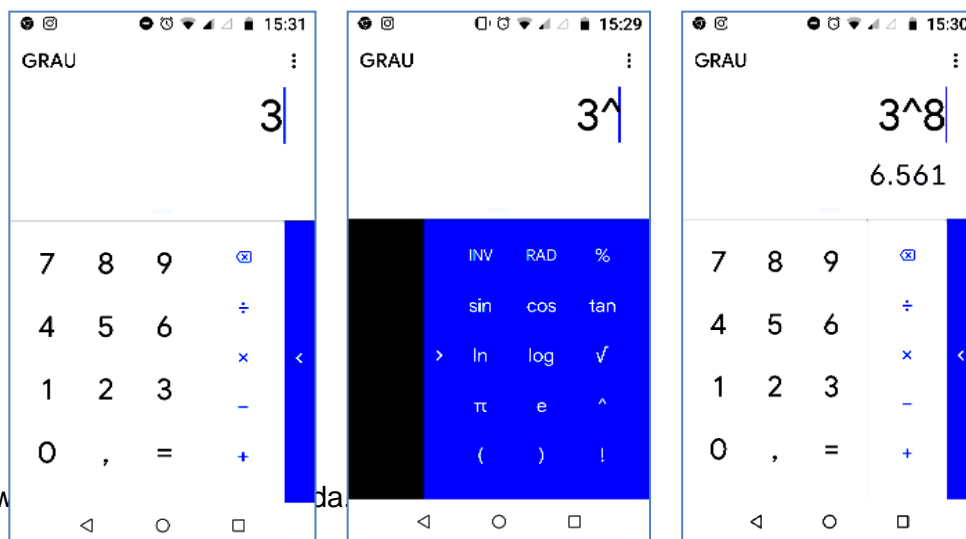 15:31
GRAU
3
7 8 9
÷
4 5 6
×
<
1 2 3
−
0 , = +
15:29
GRAU
3^
INV RAD %
sin cos tan
> ln log √
π e ^
( ) !
15:30
GRAU
3^8
6.561
7 8 9
÷
4 5 6
×
<
1 2 3
−
0 , = +
da.